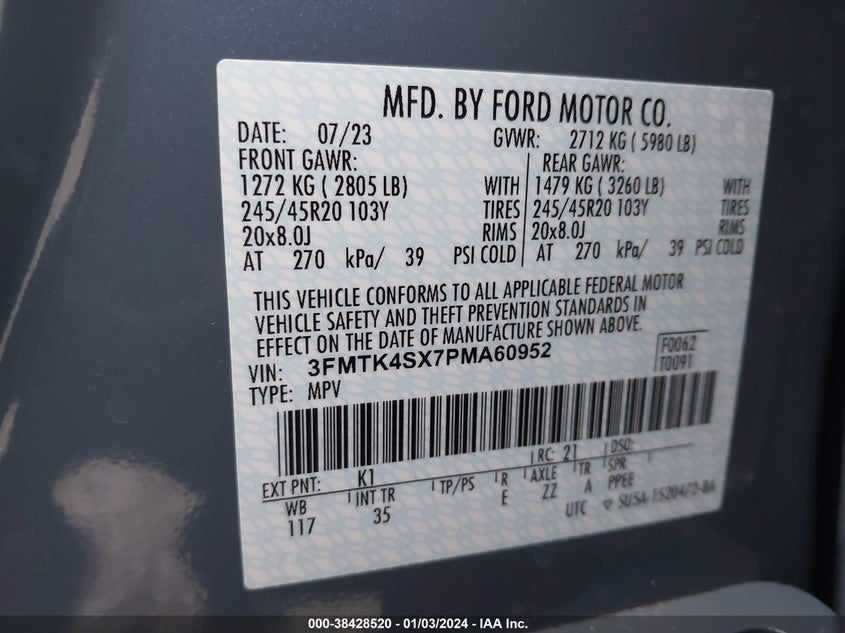 MFD. BY FORD MOTOR CO.
DATE: 07/23 GVWR: 2712 KG ( 5980 LB)
FRONT GAWR: REAR GAWR:
1272 KG ( 2805 LB) WITH 1479 KG ( 3260 LB) WITH
245/45R20 103Y TIRES 245/45R20 103Y TIRES
20x8.0J RIMS 20x8.0J RIMS
AT 270 kPa/ 39 PSI COLD AT 270 kPa/ 39 PSI COLD
THIS VEHICLE CONFORMS TO ALL APPLICABLE FEDERAL MOTOR
VEHICLE SAFETY AND THEFT PREVENTION STANDARDS IN
EFFECT ON THE DATE OF MANUFACTURE SHOWN ABOVE.
VIN: 3FMTK4SX7PMA60952 F0062
TYPE: MPV T0091
EXT PNT: K1 RC: 21 DSO:
WB INT TR TP/PS R AXLE TR SPR
117 35 E ZZ A PPEE
UTC SU5A-1520472-BA
000-38428520 - 01/03/2024 - IAA Inc.